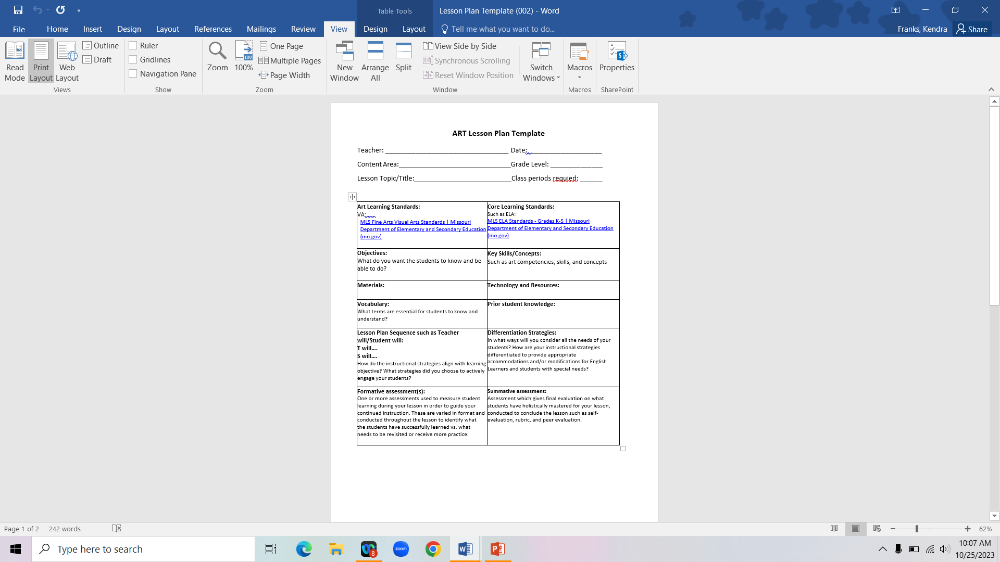 Table Tools
Lesson Plan Template (002) - Word
File
Home
Insert
Design
Layout
References
Mailings
Review
View
Design
Layout
Tell me what you want to do...
Franks, Kendra
Share
Read Mode
Print Layout
Web Layout
Outline
Draft
Views
Ruler
Gridlines
Navigation Pane
Show
Zoom
100
100%
One Page
Multiple Pages
Page Width
Zoom
New Window
Arrange All
Split
View Side by Side
Synchronous Scrolling
Reset Window Position
Switch Windows
Window
Macros
Macros
Properties
SharePoint
ART Lesson Plan Template
Teacher: _________________________________ Date:____________________
Content Area:______________________________Grade Level: ______________
Lesson Topic/Title:__________________________Class periods requied: ______
Art Learning Standards:
VA:
MLS Fine Arts Visual Arts Standards | Missouri
Department of Elementary and Secondary Education
(mo.gov)
Core Learning Standards:
Such as ELA:
MLS ELA Standards - Grades K-5 | Missouri
Department of Elementary and Secondary Education
(mo.gov)
Objectives:
What do you want the students to know and be
able to do?
Key Skills/Concepts:
Such as art competencies, skills, and concepts
Materials:
Technology and Resources:
Vocabulary:
What terms are essential for students to know and
understand?
Prior student knowledge:
Lesson Plan Sequence such as Teacher
will/Student will:
T will….
S will….
How do the instructional strategies align with learning
objective? What strategies did you choose to actively
engage your students?
Differentiation Strategies:
In what ways will you consider all the needs of your
students? How are your instructional strategies
differentiated to provide appropriate
accommodations and/or modifications for English
Learners and students with special needs?
Formative assessment(s):
One or more assessments used to measure student
learning during your lesson in order to guide your
continued instruction. These are varied in format and
conducted throughout the lesson to identify what
the students have successfully learned vs. what
needs to be revisited or receive more practice.
Summative assessment:
Assessment which gives final evaluation on what
students have holistically mastered for your lesson,
conducted to conclude the lesson such as self-
evaluation, rubric, and peer evaluation.
Page 1 of 2
242 words
62%
Type here to search
8
zoom
10:07 AM
10/25/2023